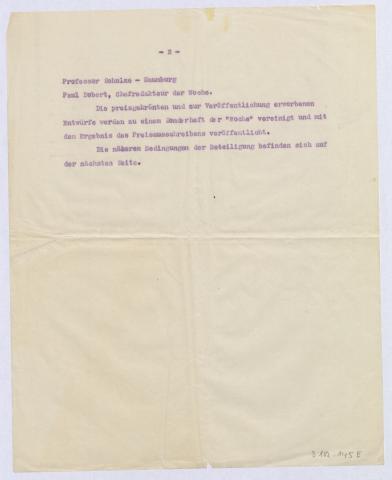 - 2 -
Professor Schulze - Naumburg
Paul Dobert, Chefredakteur der Woche.
Die preisgekrönten und zur Veröffentlichung erworbenen
Entwürfe werden zu einem Sonderheft der "Woche" vereinigt und mit
dem Ergebnis des Preisausschreibens veröffentlicht.
Die näheren Bedingungen der Beteiligung befinden sich auf
der nächsten Seite.